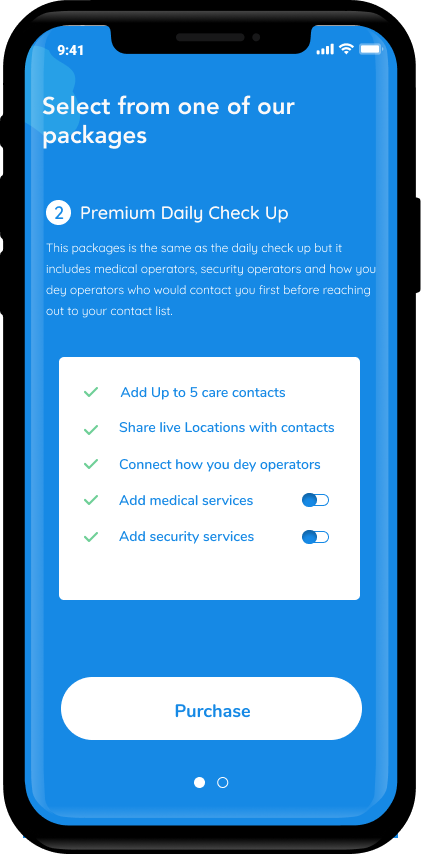 9:41
Select from one of our
packages
2 Premium Daily Check Up
This packages is the same as the daily check up but it
includes medical operators, security operators and how you
dey operators who would contact you first before reaching
out to your contact list.
Add Up to 5 care contacts
Share live Locations with contacts
Connect how you dey operators
Add medical services
Add security services
Purchase